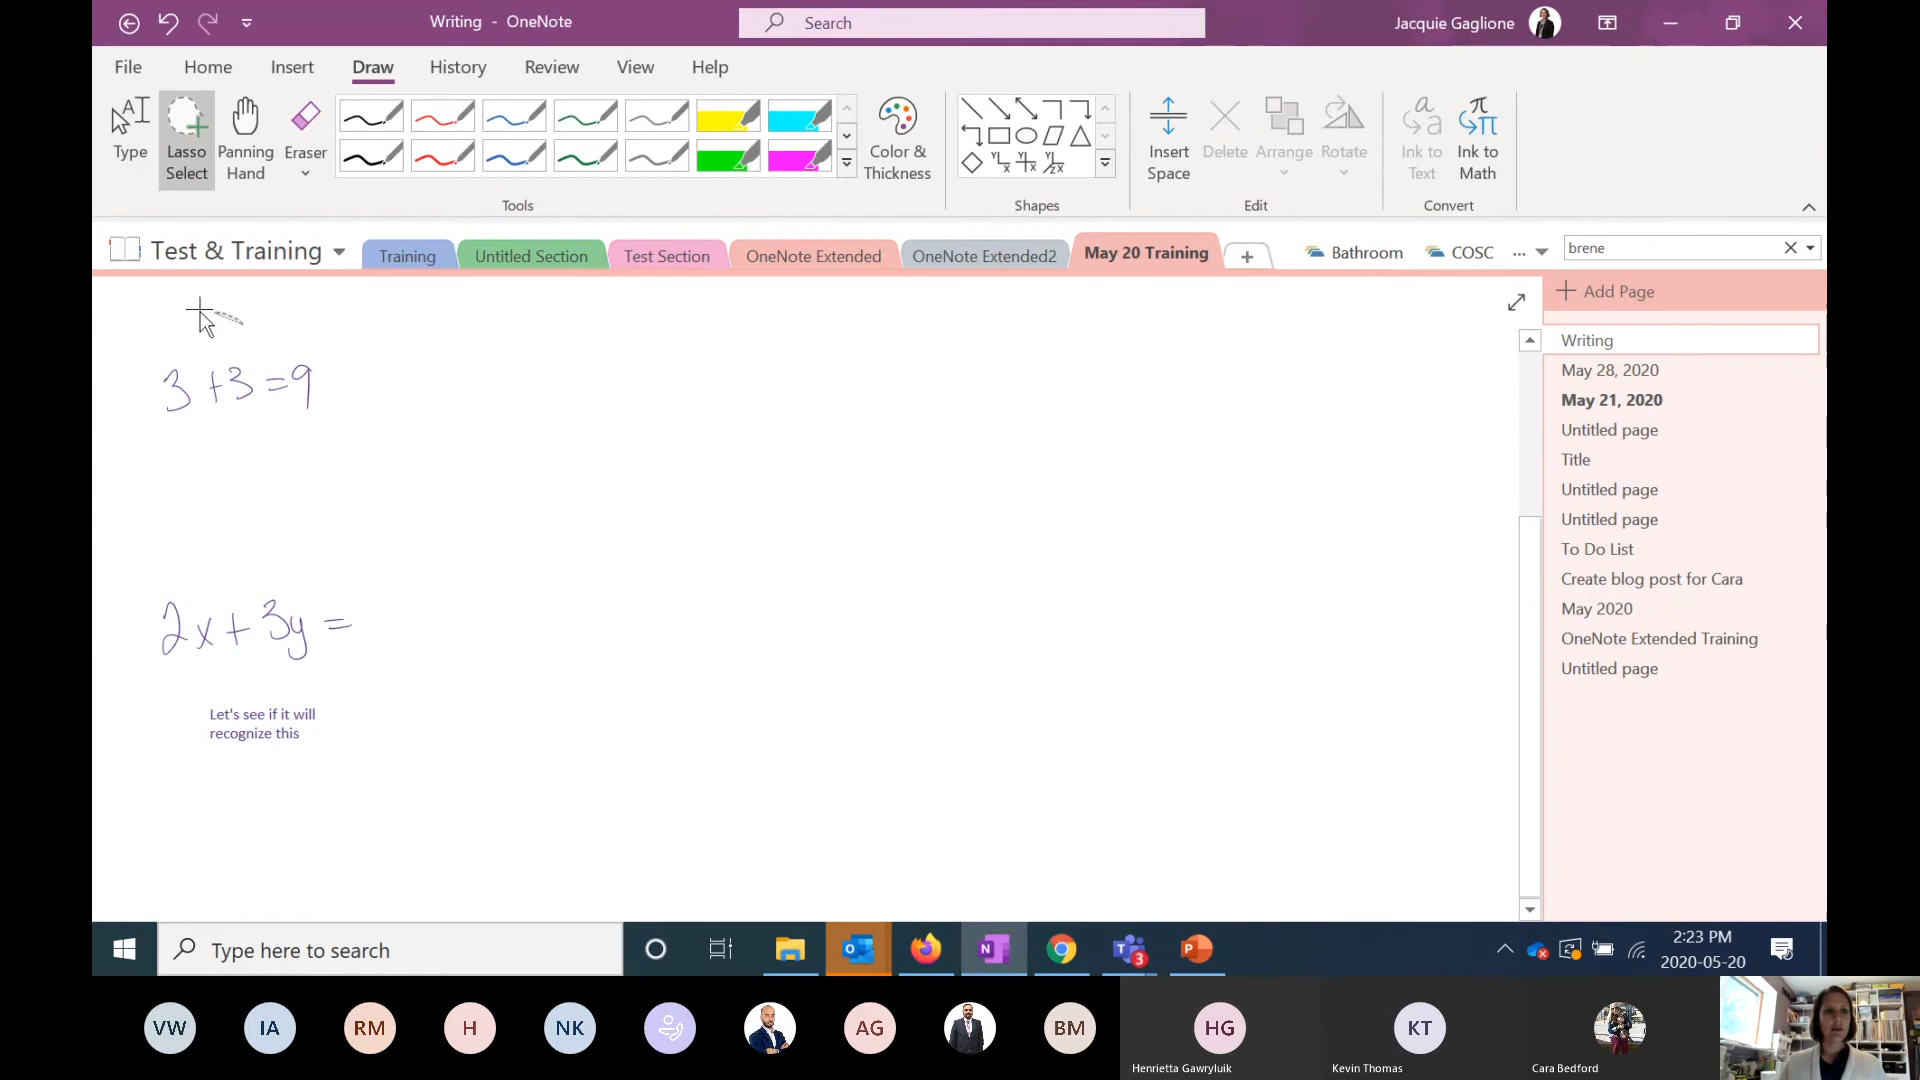 Writing - OneNote
Search
Jacquie Gaglione
File Home Insert Draw History Review View Help
Type
Lasso Select
Panning Hand
Eraser
Color & Thickness
Insert Space
Delete
Arrange
Rotate
Ink to Text
Ink to Math
Tools
Shapes
Edit
Convert
Test & Training
Training
Untitled Section
Test Section
OneNote Extended
OneNote Extended2
May 20 Training
Bathroom
COSC
...
brene
Add Page
Writing
May 28, 2020
May 21, 2020
Untitled page
Title
Untitled page
Untitled page
To Do List
Create blog post for Cara
May 2020
OneNote Extended Training
Untitled page
3 + 3 = 9
2x + 3y =
Let's see if it will
recognize this
Type here to search
3
2:23 PM
2020-05-20
VW IA RM H NK AG BM HG KT
Henrietta Gawryluik
Kevin Thomas
Cara Bedford